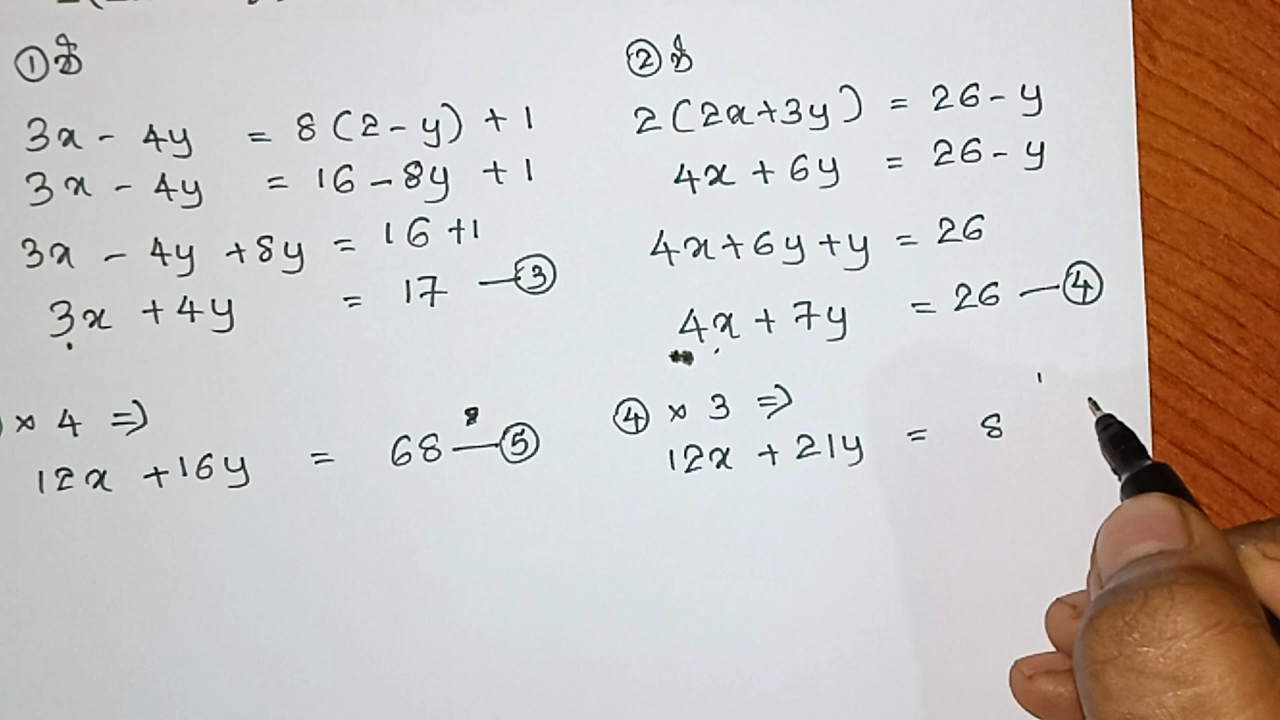 ①න්
3x - 4y = 8(2-y) + 1
3x - 4y = 16 - 8y + 1
3x - 4y + 8y = 16 + 1
3x + 4y = 17 — ③
× 4 ⇒
12x + 16y = 68 — ⑤
②න්
2(2x+3y) = 26 - y
4x + 6y = 26 - y
4x + 6y + y = 26
4x + 7y = 26 — ④
④ × 3 ⇒
12x + 21y = 8